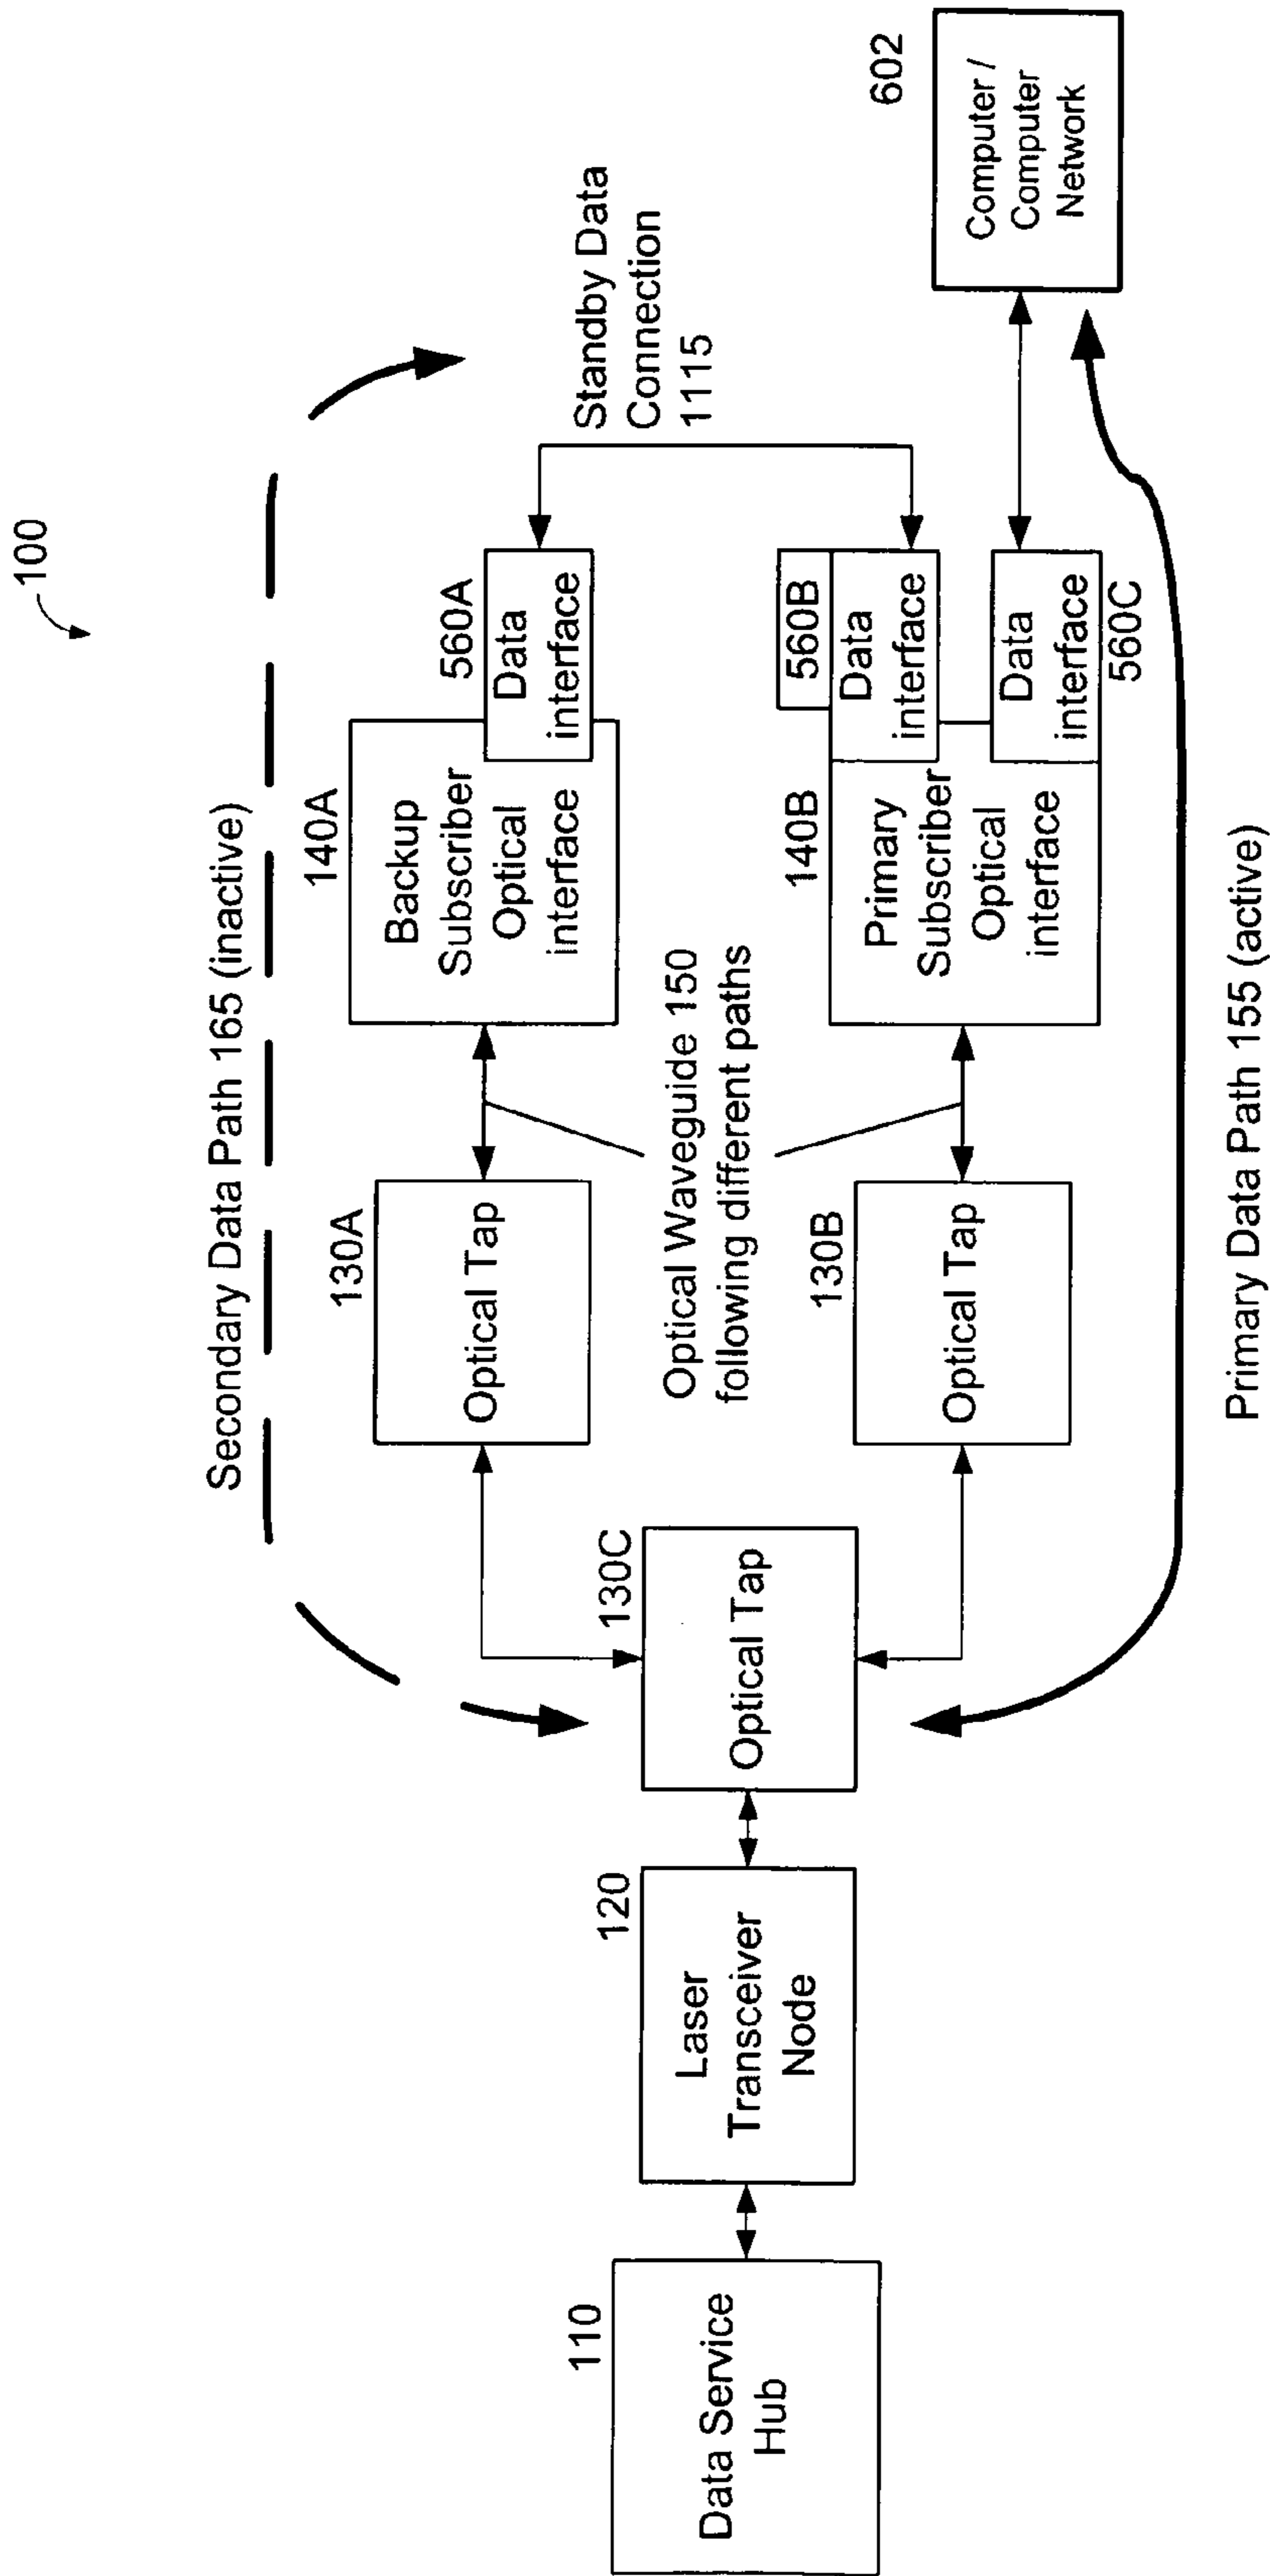 100
Secondary Data Path 165 (inactive)
110
Data Service
Hub
120
Laser
Transceiver
Node
130C
Optical Tap
130A
Optical Tap
140A
Backup
Subscriber
Optical
interface
560A
Data
interface
Standby Data
Connection
1115
Optical Waveguide 150
following different paths
130B
Optical Tap
140B
Primary
Subscriber
Optical
interface
560B
Data
interface
Data
interface
560C
602
Computer /
Computer
Network
Primary Data Path 155 (active)